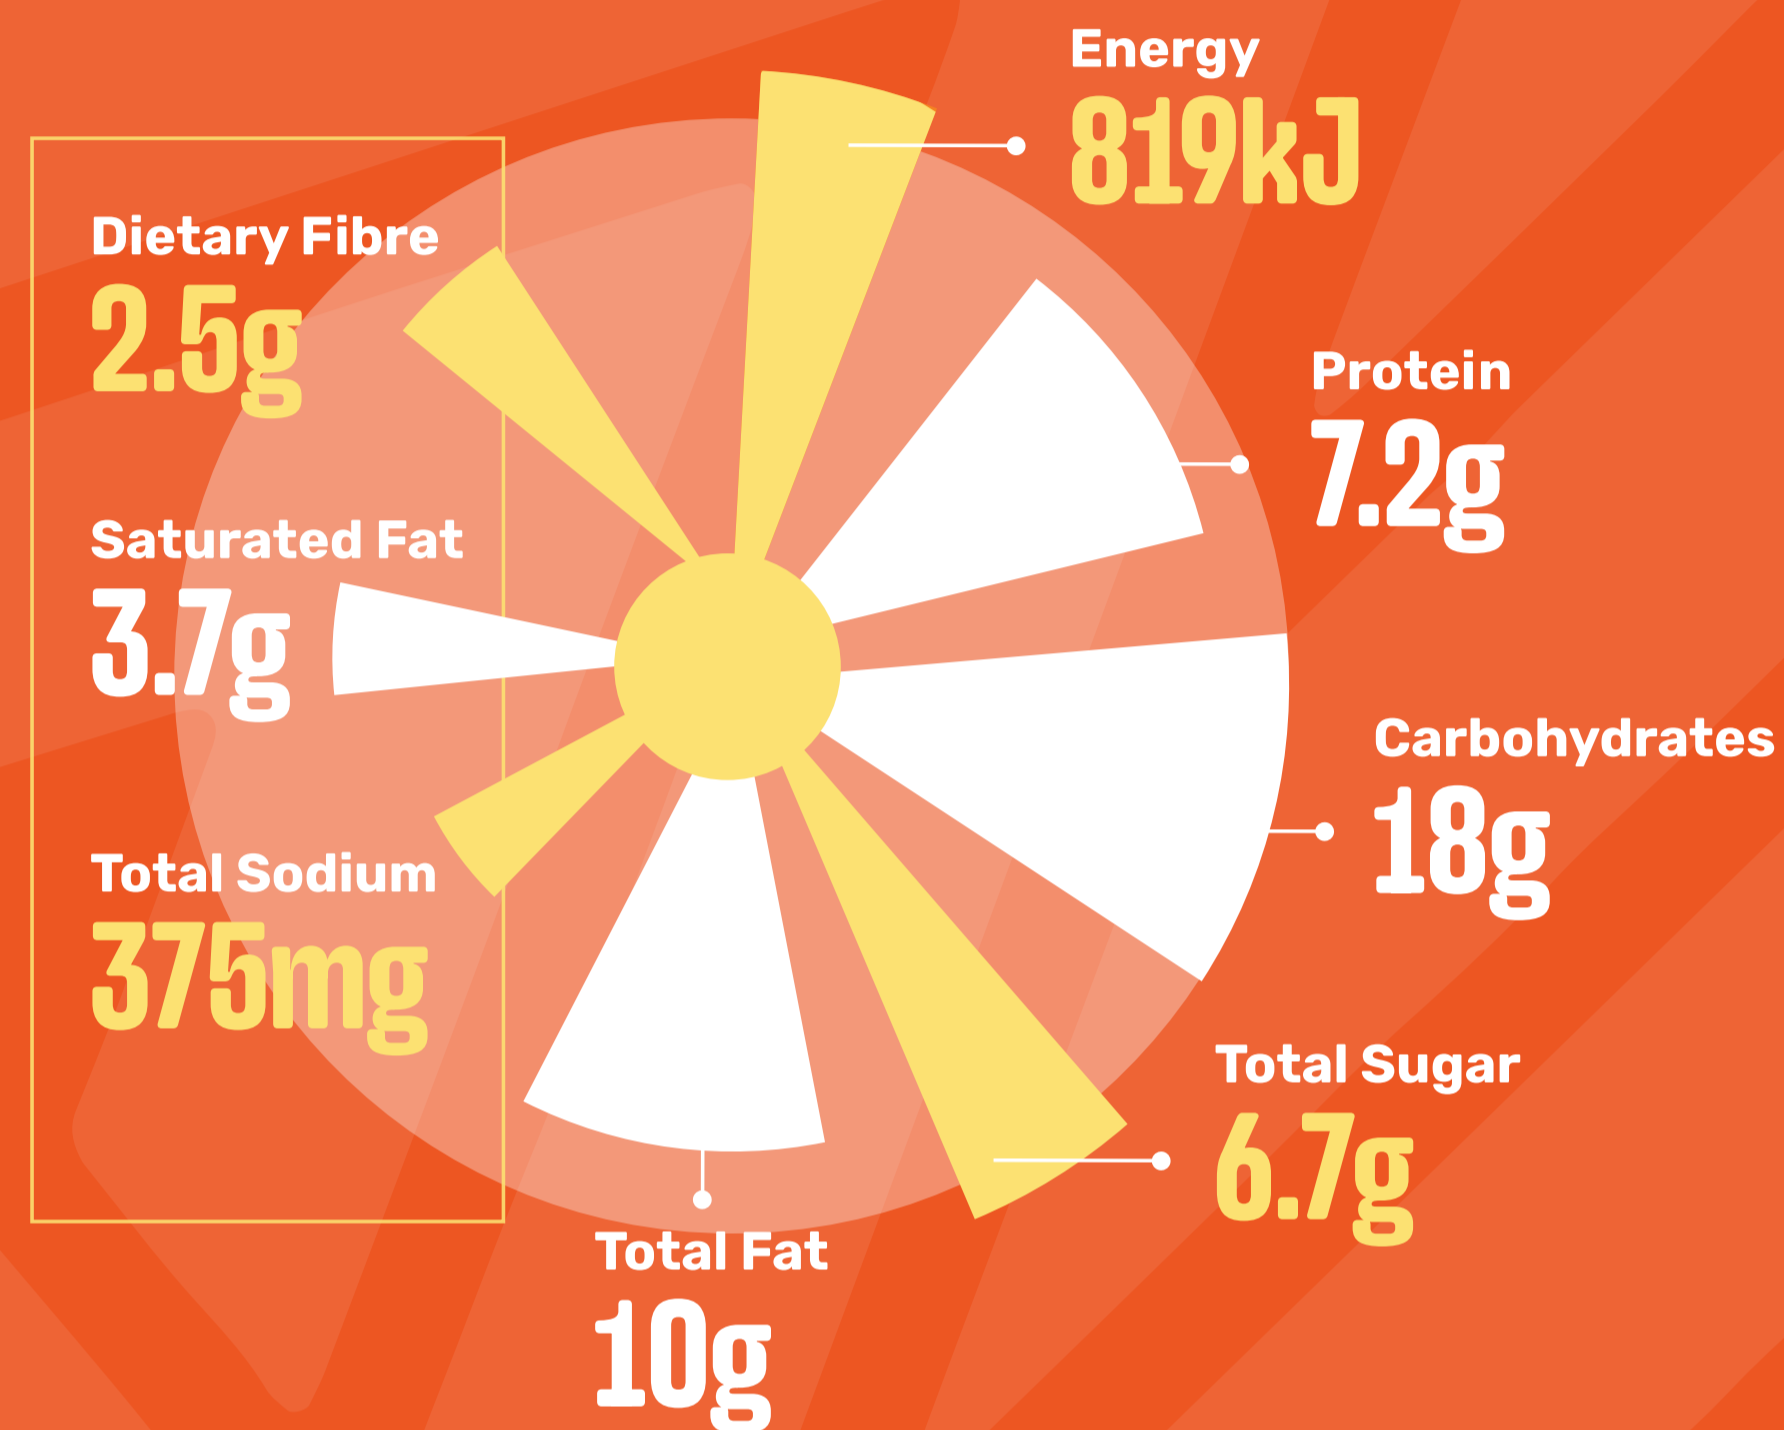 Energy
819kJ
Protein
7.2g
Carbohydrates
18g
Total Sugar
6.7g
Total Fat
10g
Dietary Fibre
2.5g
Saturated Fat
3.7g
Total Sodium
375mg